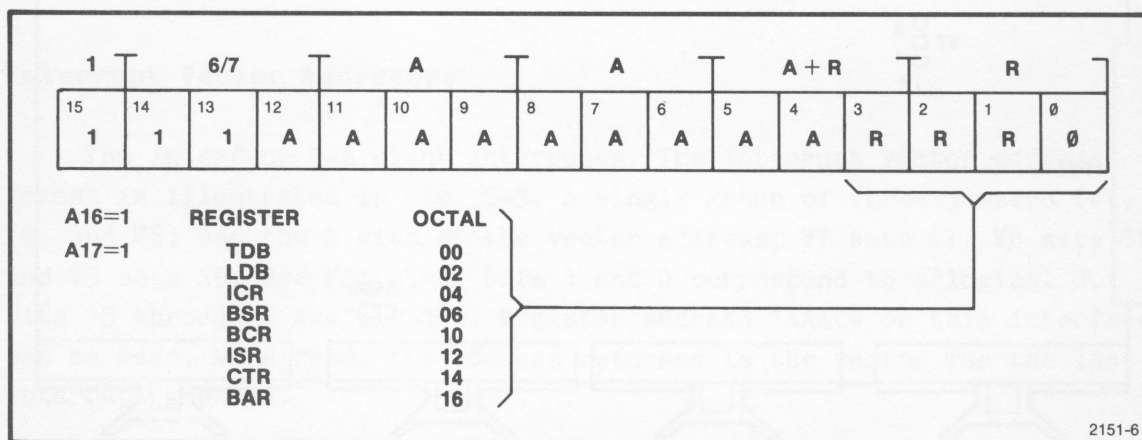 1 6/7 A A A + R R
15 14 13 12 11 10 9 8 7 6 5 4 3 2 1 Ø
1 1 1 A A A A A A A A A R R R Ø
A16=1 REGISTER OCTAL
A17=1 TDB 00
LDB 02
ICR 04
BSR 06
BCR 10
ISR 12
CTR 14
BAR 16
2151-6